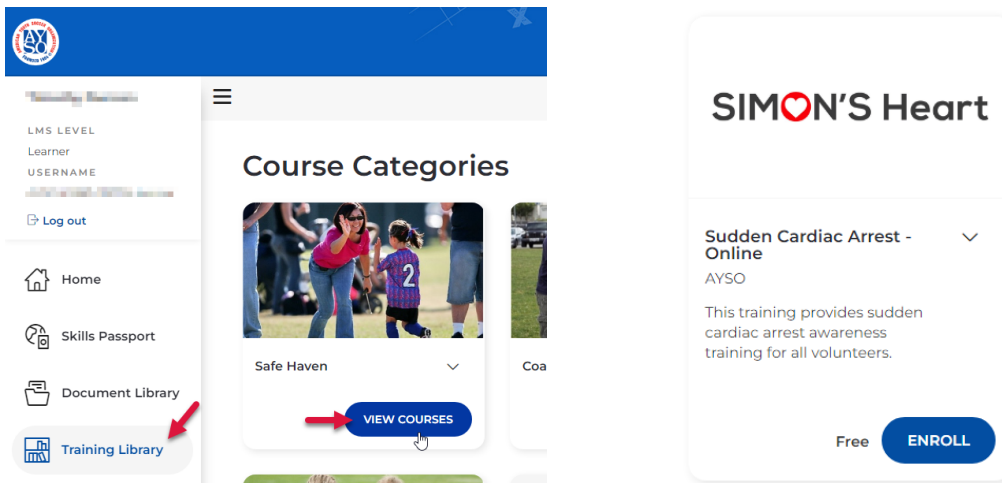 AYSO
LMS LEVEL
Learner
USERNAME
Log out
Home
Skills Passport
Document Library
Training Library
Course Categories
2
Safe Haven
VIEW COURSES
Coa
SIMON'S Heart
Sudden Cardiac Arrest -
Online
AYSO
This training provides sudden
cardiac arrest awareness
training for all volunteers.
Free
ENROLL